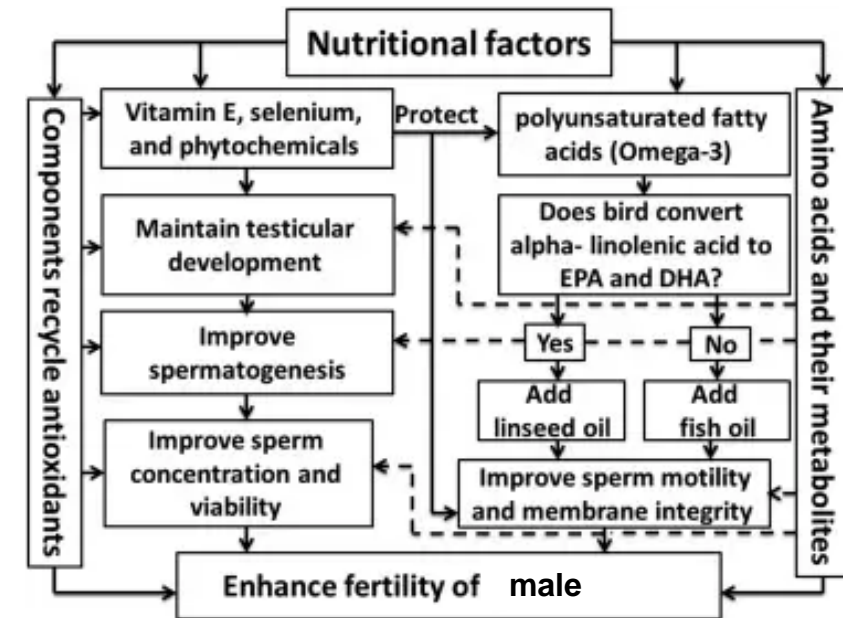 Nutritional factors
Components recycle antioxidants
Vitamin E, selenium,
and phytochemicals
Protect
polyunsaturated fatty
acids (Omega-3)
Amino acids and their metabolites
Maintain testicular
development
Does bird convert
alpha- linolenic acid to
EPA and DHA?
Improve
spermatogenesis
Yes
No
Add
linseed oil
Add
fish oil
Improve sperm
concentration and
viability
Improve sperm motility
and membrane integrity
Enhance fertility of male